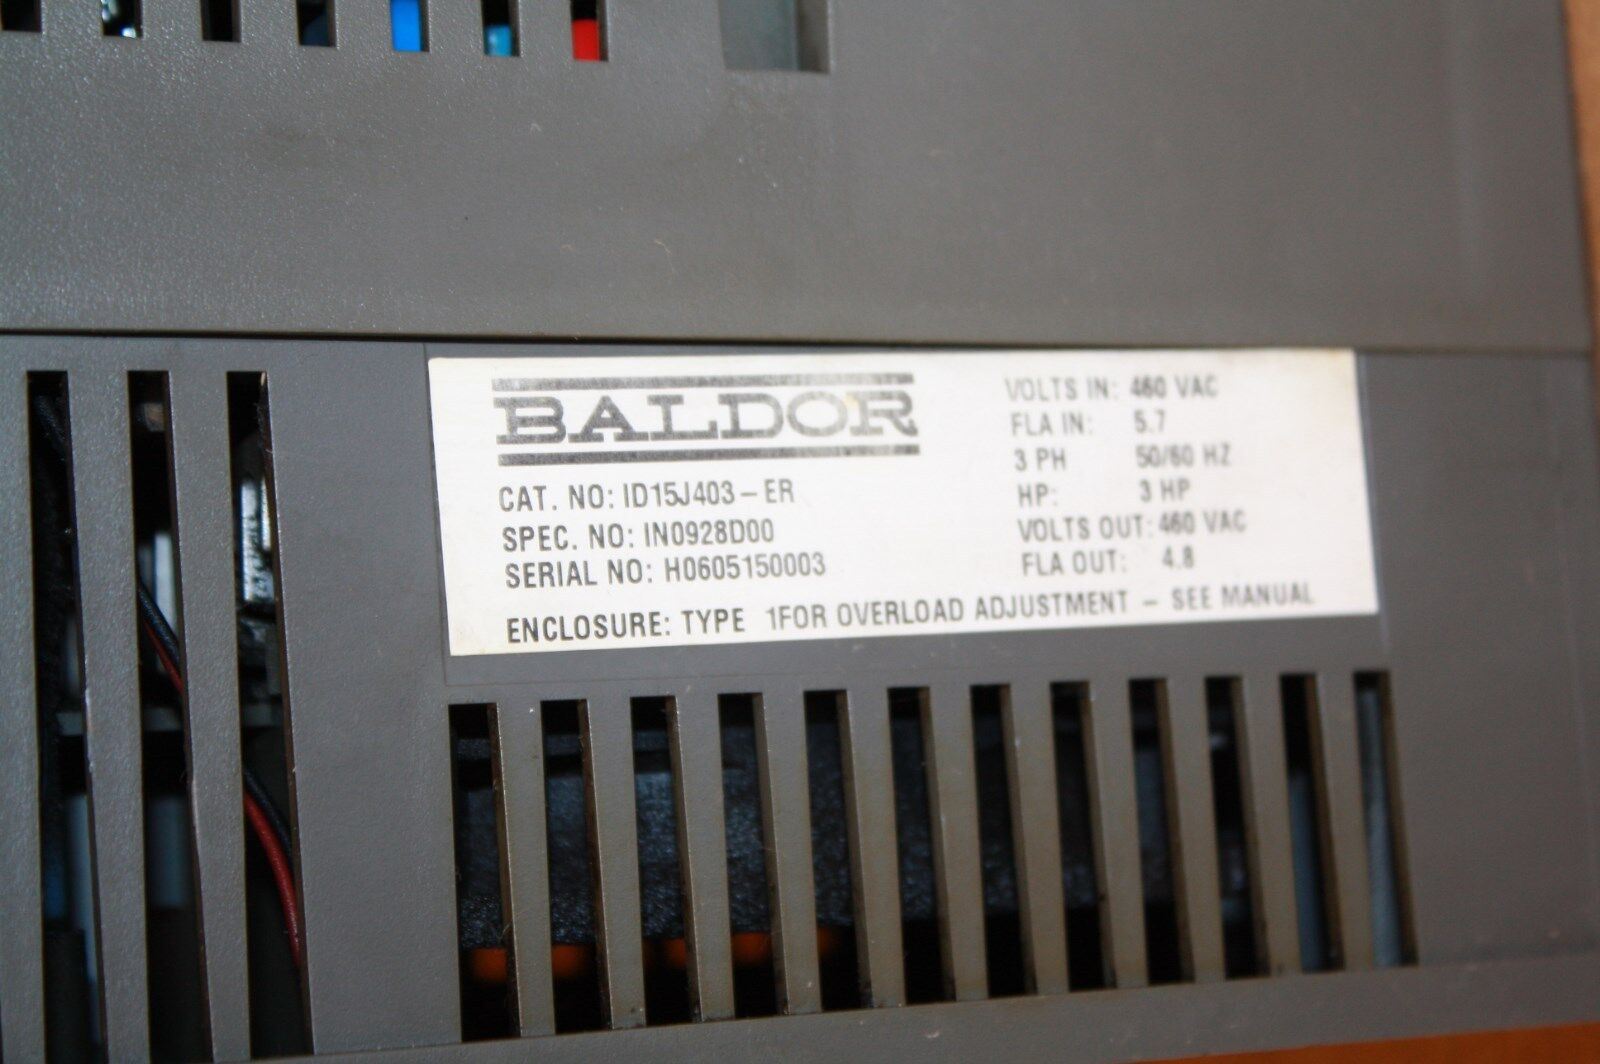 BALDOR
CAT. NO: ID15J403-ER
SPEC. NO: IN0928D00
SERIAL NO: H0605150003
VOLTS IN: 460 VAC
FLA IN: 5.7
3 PH 50/60 HZ
HP: 3 HP
VOLTS OUT: 460 VAC
FLA OUT: 4.8
ENCLOSURE: TYPE 1FOR OVERLOAD ADJUSTMENT - SEE MANUAL